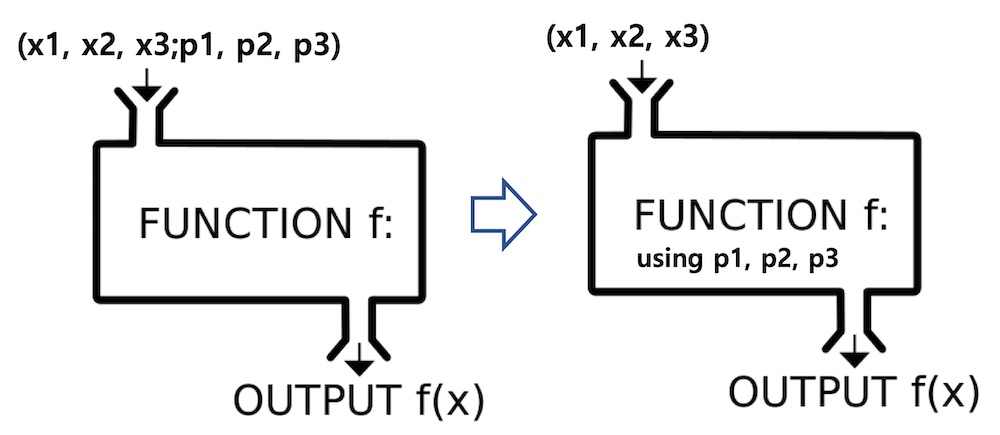 (x1, x2, x3;p1, p2, p3)
FUNCTION f:
OUTPUT f(x)
(x1, x2, x3)
FUNCTION f:
using p1, p2, p3
OUTPUT f(x)